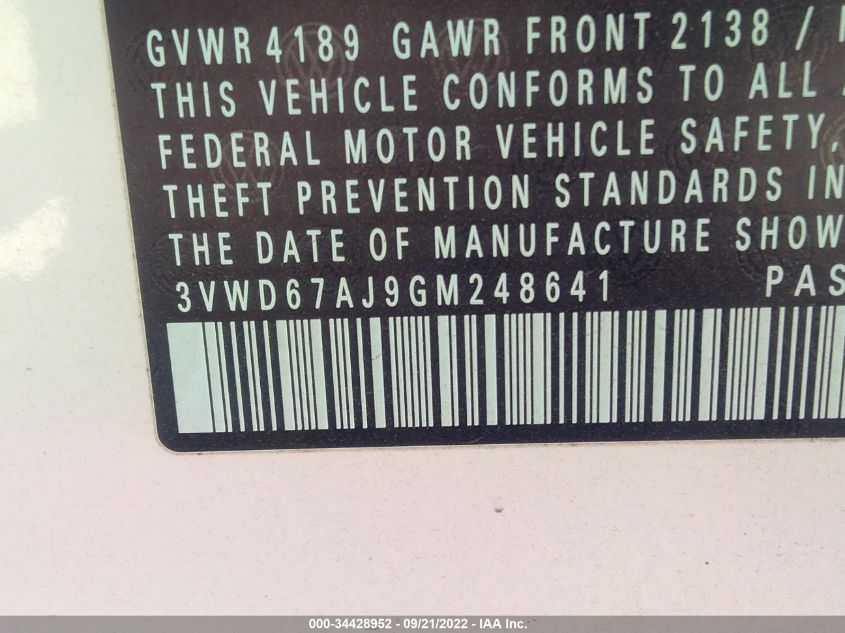 GVWR 4189 GAWR FRONT 2138 /
THIS VEHICLE CONFORMS TO ALL
FEDERAL MOTOR VEHICLE SAFETY,
THEFT PREVENTION STANDARDS IN
THE DATE OF MANUFACTURE SHOW
3VWD67AJ9GM248641 PAS
000-34428952 - 09/21/2022 - IAA Inc.